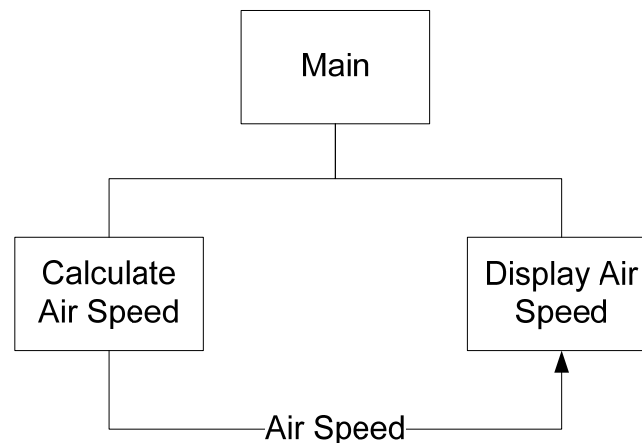 Main
Calculate
Air Speed
Display Air
Speed
Air Speed